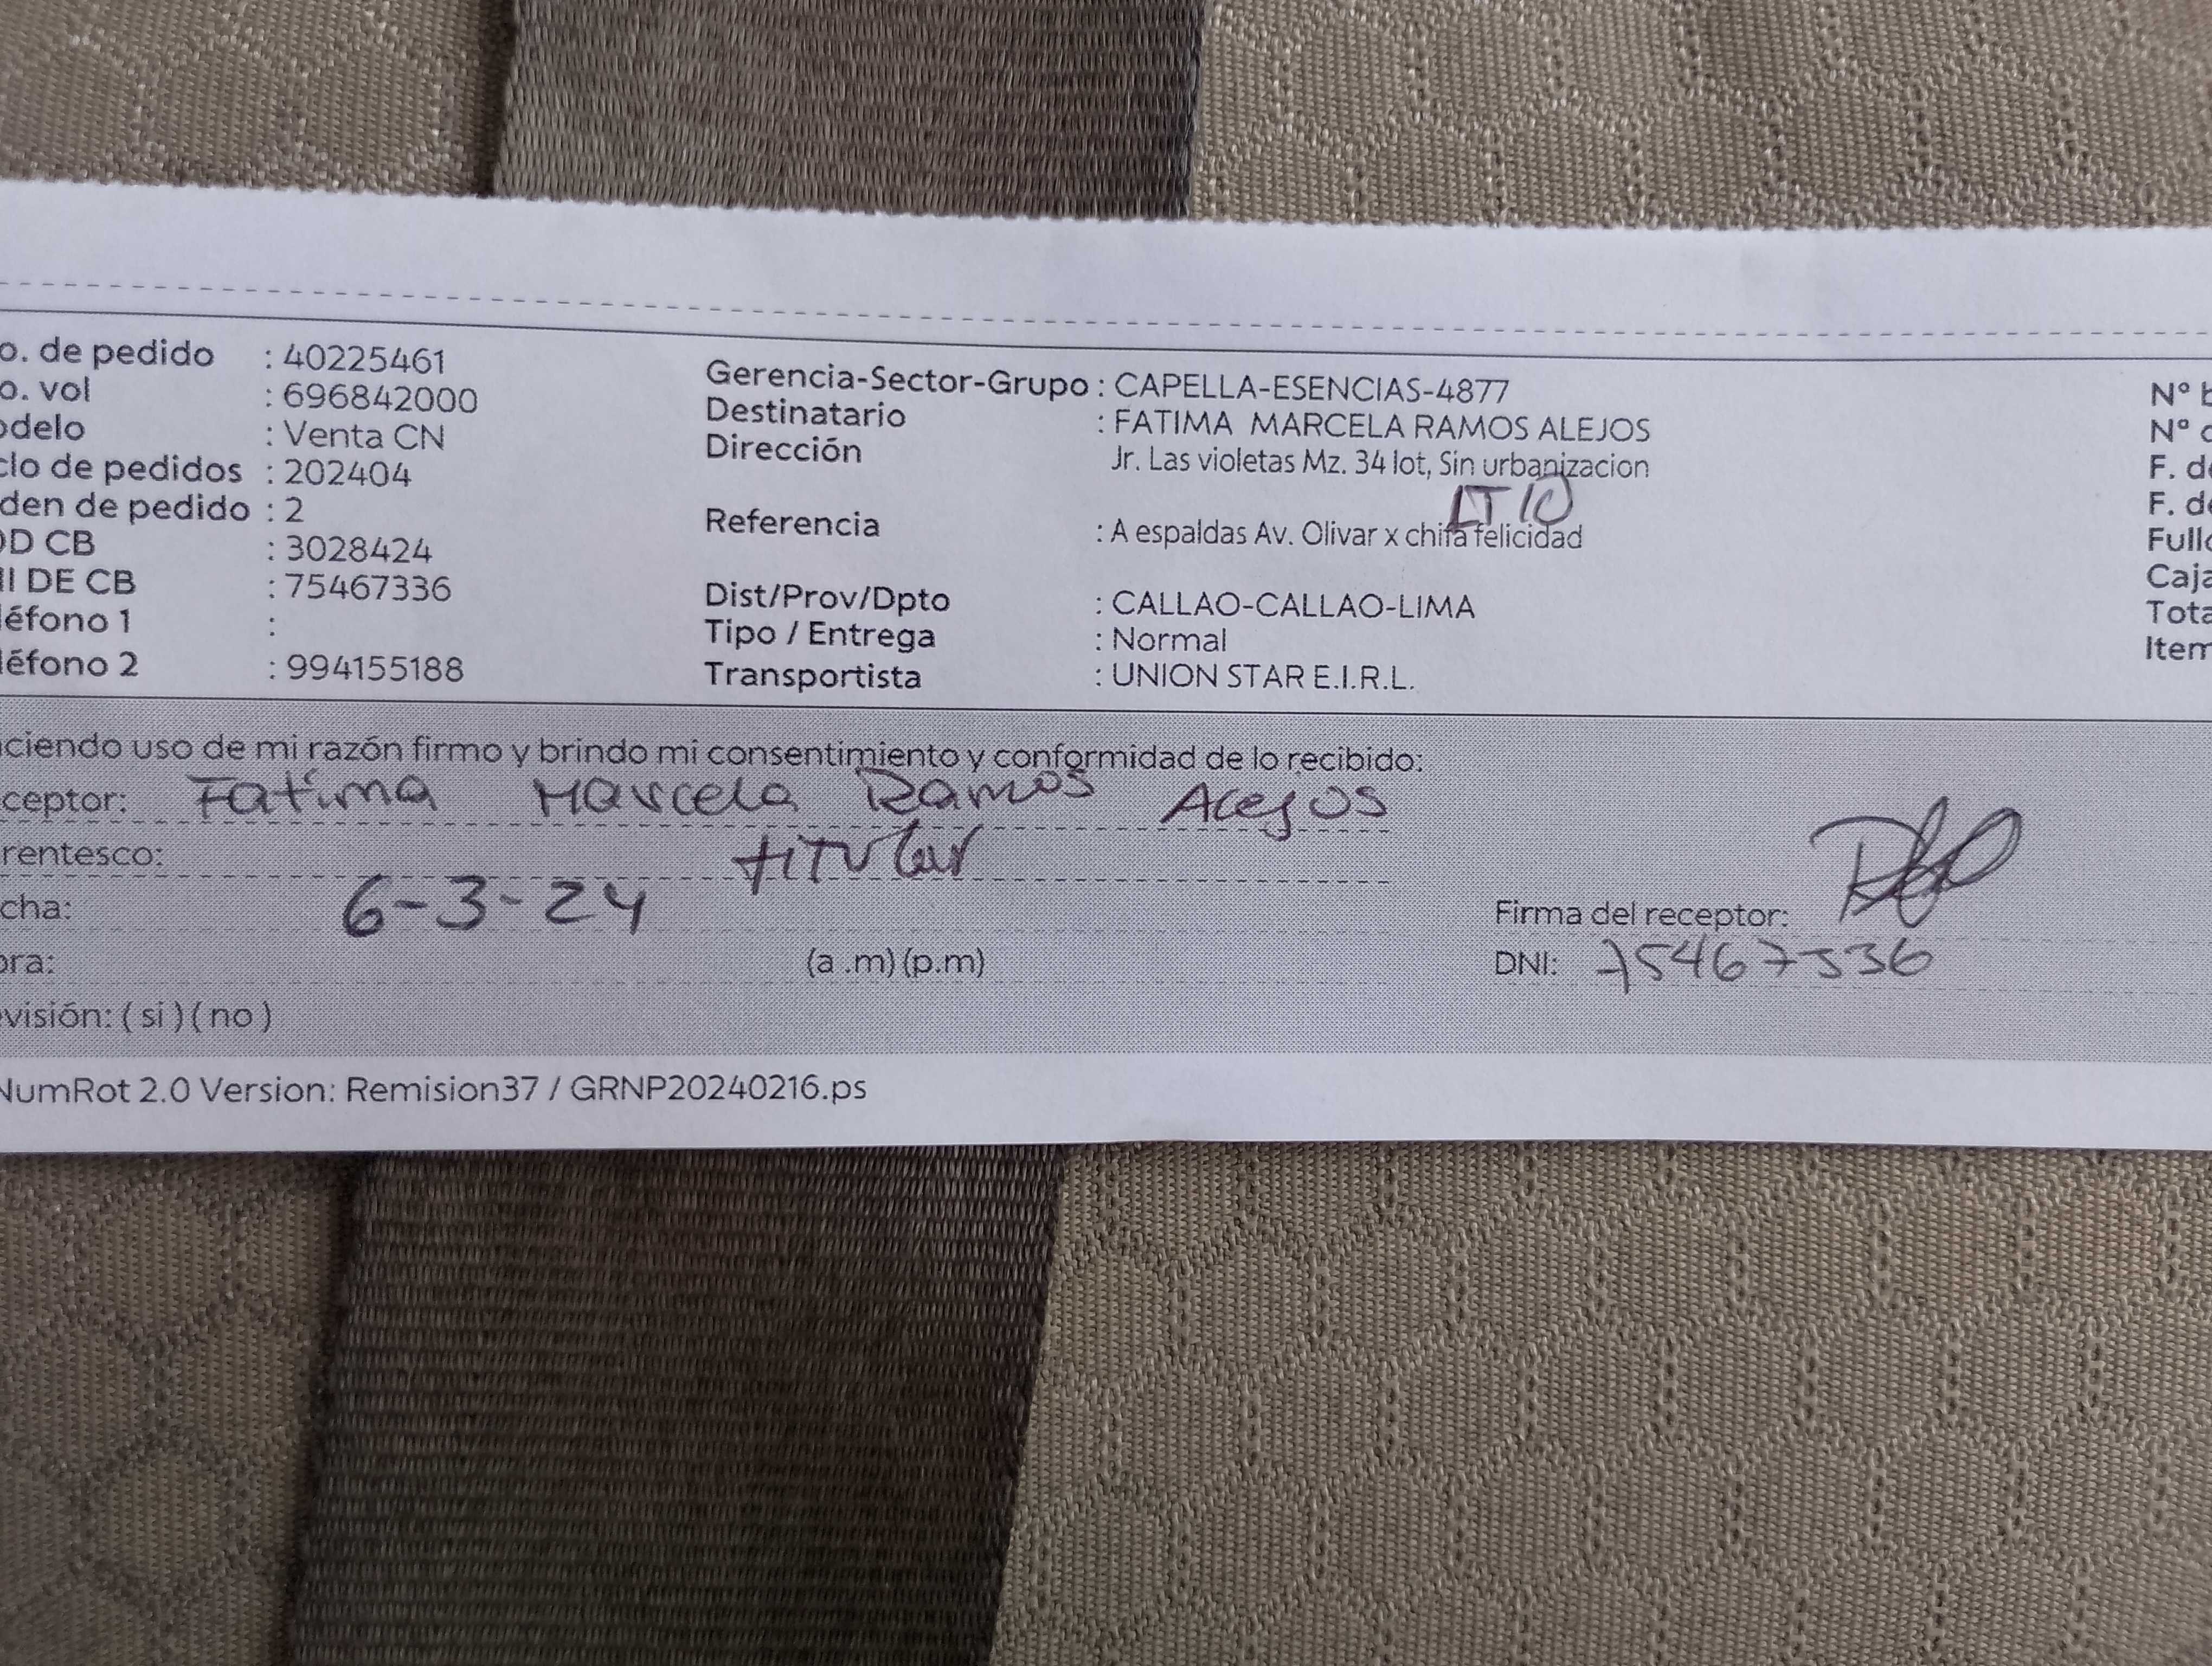 o. de pedido : 40225461
o. vol : 696842000
odelo : Venta CN
clo de pedidos : 202404
den de pedido : 2
OD CB : 3028424
II DE CB : 75467336
léfono 1 :
léfono 2 : 994155188
Gerencia-Sector-Grupo : CAPELLA-ESENCIAS-4877
Destinatario : FATIMA MARCELA RAMOS ALEJOS
Dirección Jr. Las violetas Mz. 34 lot, Sin urbanizacion
LT 10
Referencia : A espaldas Av. Olivar x chifa felicidad
Dist/Prov/Dpto : CALLAO-CALLAO-LIMA
Tipo / Entrega : Normal
Transportista : UNION STAR E.I.R.L.
N° b
N° c
F. de
F. de
Fullc
Caja
Tota
Item
ciendo uso de mi razón firmo y brindo mi consentimiento y conformidad de lo recibido:
ceptor: Fatima Marcela Ramos Alejos
rentesco: titular
cha: 6-3-24
ora: (a .m) (p.m)
visión: ( si ) ( no )
Firma del receptor:
DNI: 75467336
NumRot 2.0 Version: Remision37 / GRNP20240216.ps